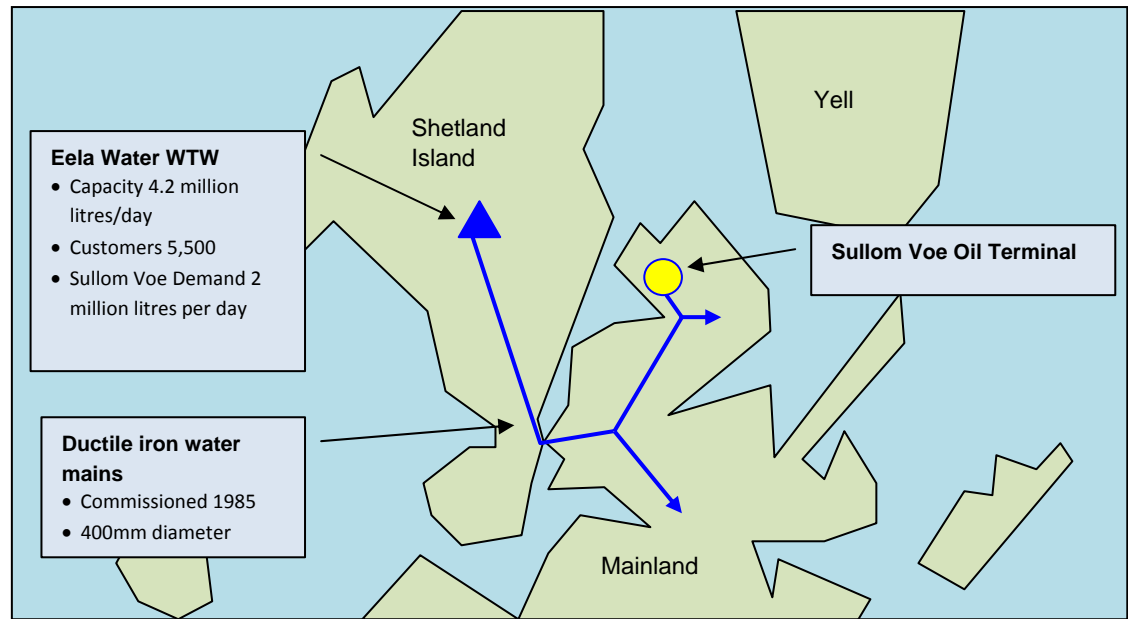 Yell
Shetland
Island
Eela Water WTW
• Capacity 4.2 million
litres/day
• Customers 5,500
• Sullom Voe Demand 2
million litres per day
Sullom Voe Oil Terminal
Ductile iron water
mains
• Commissioned 1985
• 400mm diameter
Mainland